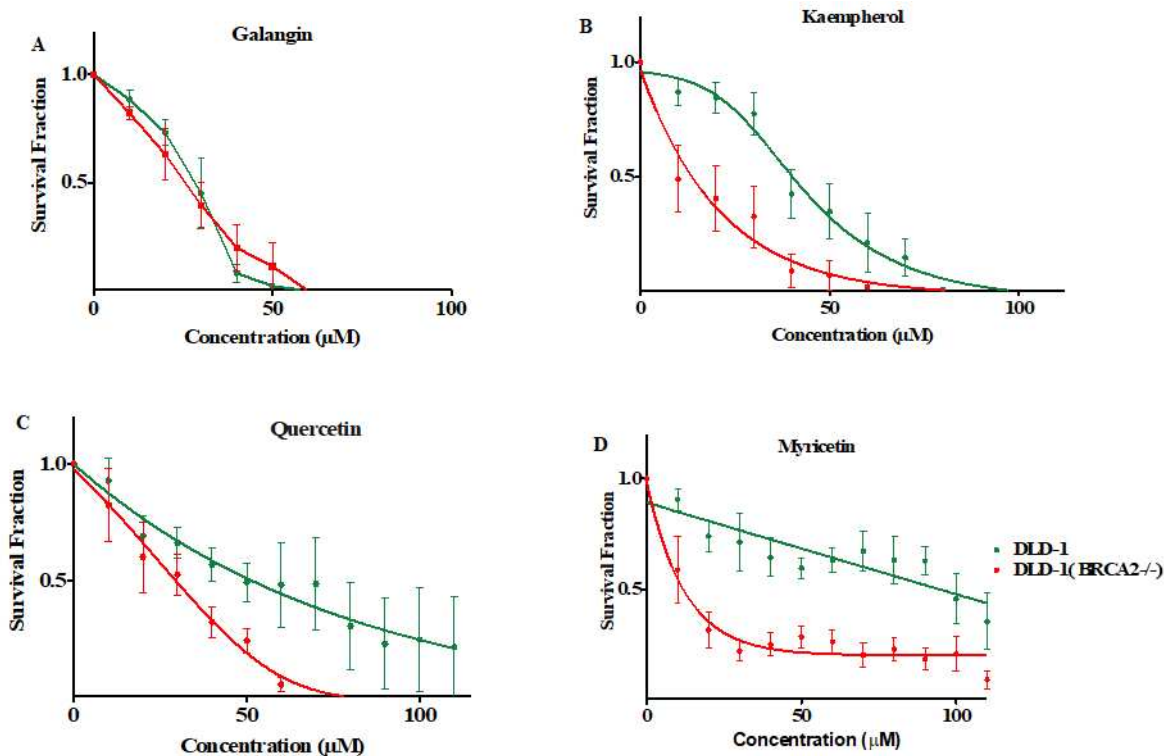 A
Galangin
Survival Fraction
1.0
0.5
0
50
100
Concentration (µM)
B
Kaempherol
Survival Fraction
1.0
0.5
0
50
100
Concentration (µM)
C
Quercetin
Survival Fraction
1.0
0.5
0
50
100
Concentration (µM)
D
Myricetin
Survival Fraction
1.0
0.5
0
50
100
Concentration (µM)
DLD-1
DLD-1( BRCA2-/-)